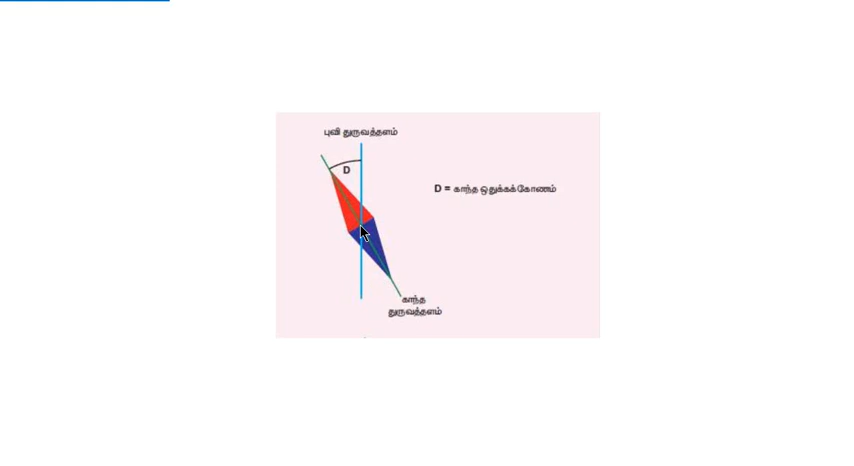 புவி துருவத்தளம்
D
D = காந்த ஒதுக்கக்கோணம்
காந்த
துருவத்தளம்